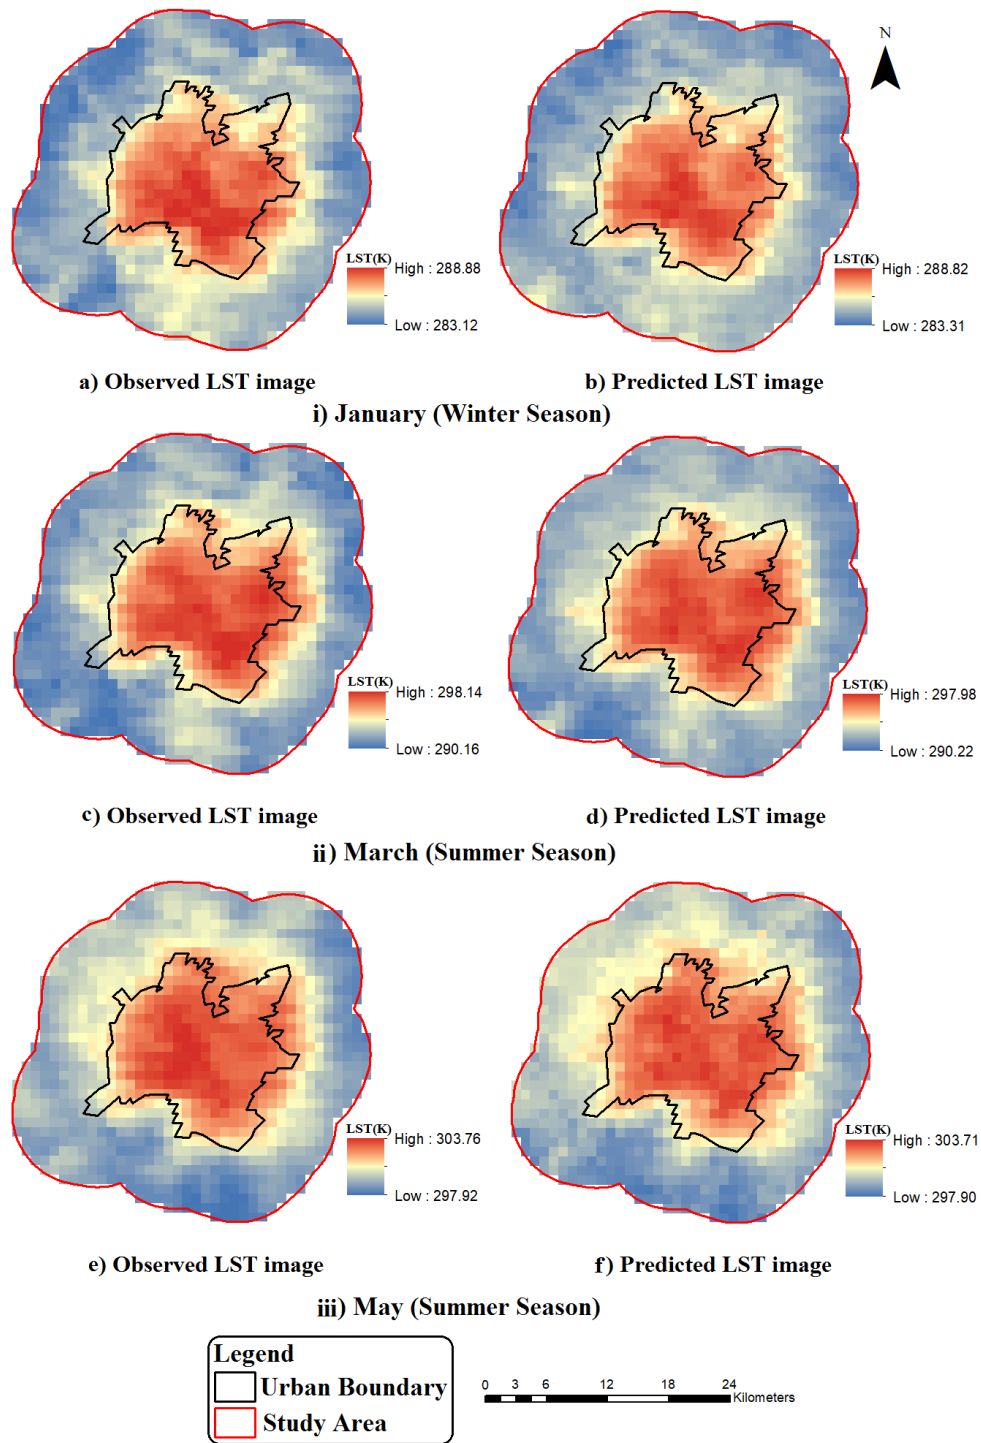 N
LST(K)
High : 288.88
Low : 283.12
LST(K)
High : 288.82
Low : 283.31
a) Observed LST image
b) Predicted LST image
i) January (Winter Season)
LST(K)
High : 298.14
Low : 290.16
LST(K)
High : 297.98
Low : 290.22
c) Observed LST image
d) Predicted LST image
ii) March (Summer Season)
LST(K)
High : 303.76
Low : 297.92
LST(K)
High : 303.71
Low : 297.90
e) Observed LST image
f) Predicted LST image
iii) May (Summer Season)
Legend
Urban Boundary
Study Area
0 3 6 12 18 24
Kilometers